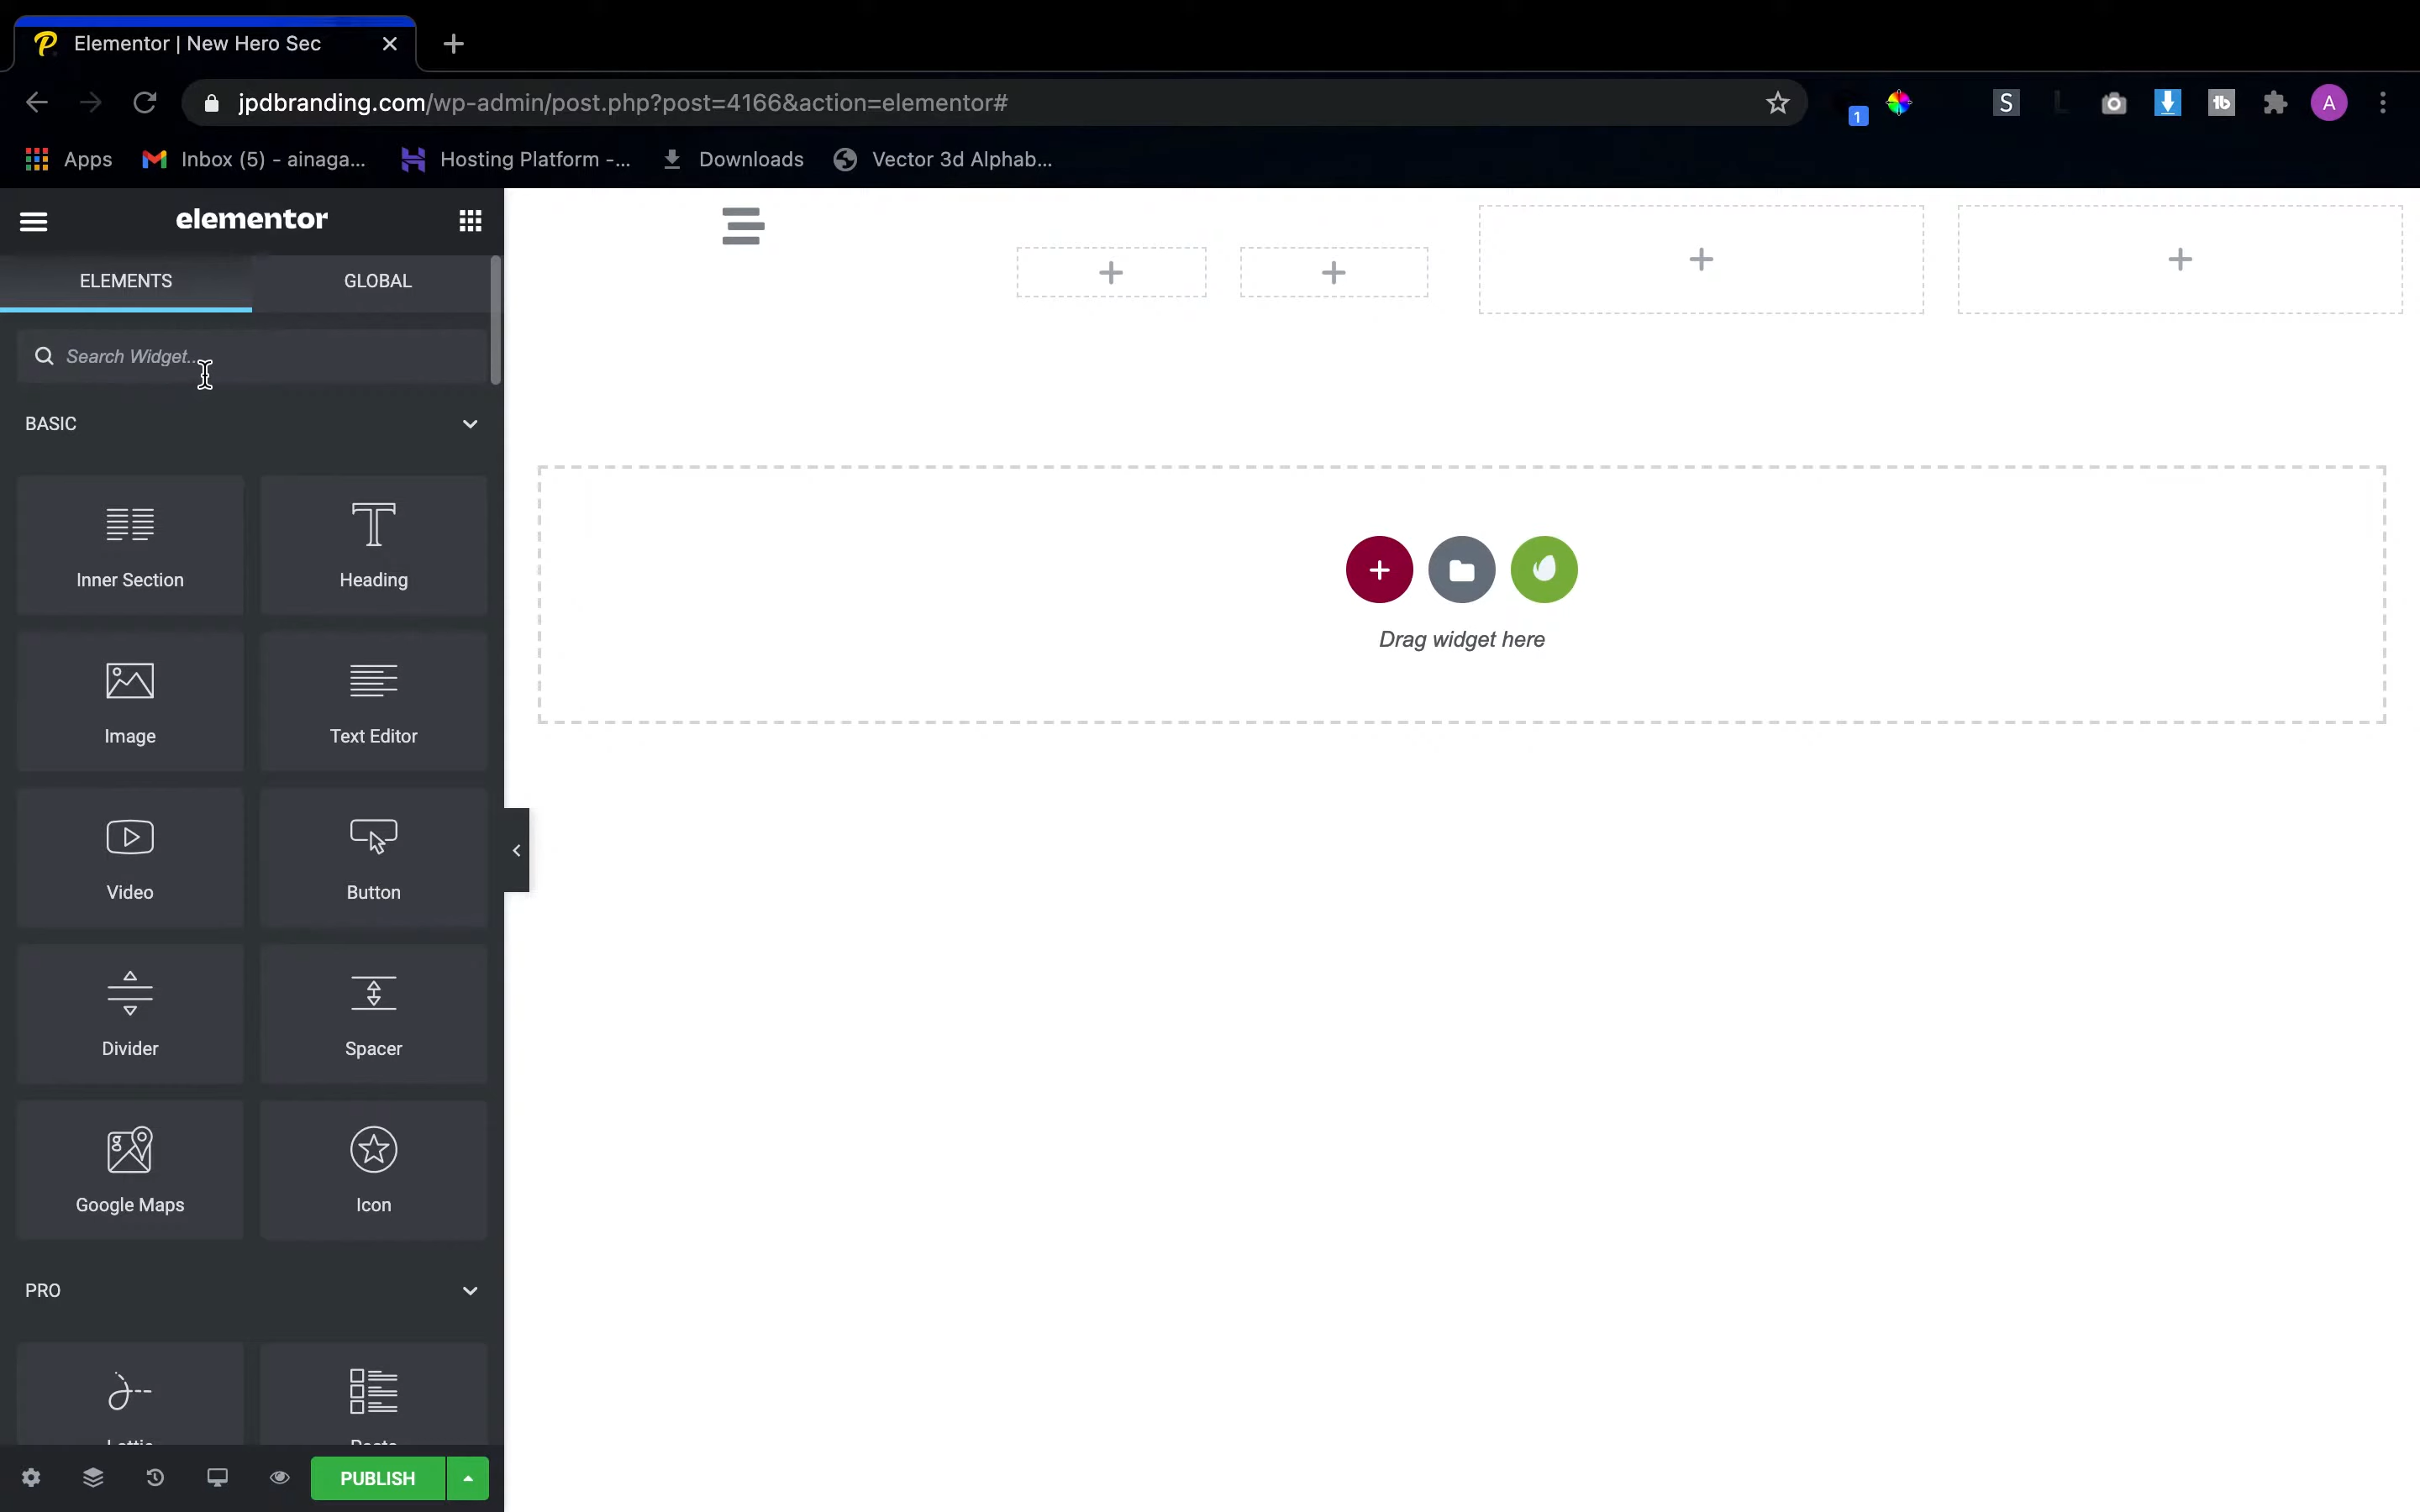 Elementor | New Hero Sec
jpdbranding.com/wp-admin/post.php?post=4166&action=elementor#
1
S
L
tb
A
Apps
Inbox (5) - ainaga...
Hosting Platform -...
Downloads
Vector 3d Alphab...
elementor
ELEMENTS
GLOBAL
Search Widget...
BASIC
Inner Section
Heading
Image
Text Editor
Video
Button
Divider
Spacer
Google Maps
Icon
PRO
PUBLISH
Drag widget here